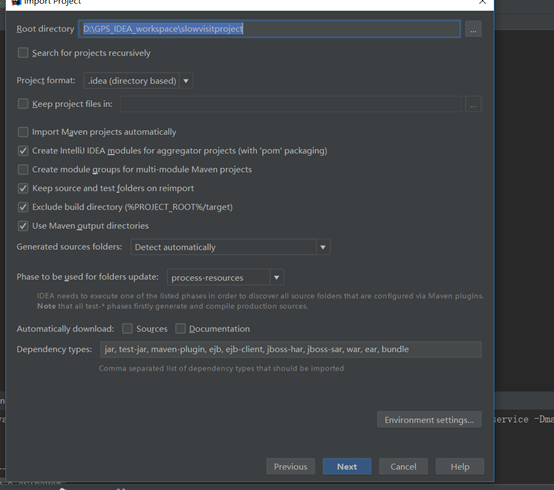 Import Project
Root directory D:\GPS_IDEA_workspace\slowvisitproject ...
Search for projects recursively
Project format: .idea (directory based)
Keep project files in: ...
Import Maven projects automatically
Create IntelliJ IDEA modules for aggregator projects (with 'pom' packaging)
Create module groups for multi-module Maven projects
Keep source and test folders on reimport
Exclude build directory (%PROJECT_ROOT%/target)
Use Maven output directories
Generated sources folders: Detect automatically
Phase to be used for folders update: process-resources
IDEA needs to execute one of the listed phases in order to discover all source folders that are configured via Maven plugins.
Note that all test-* phases firstly generate and compile production sources.
Automatically download: Sources Documentation
Dependency types: jar, test-jar, maven-plugin, ejb, ejb-client, jboss-har, jboss-sar, war, ear, bundle
Comma separated list of dependency types that should be imported
Environment settings...
service -Dma
Previous Next Cancel Help